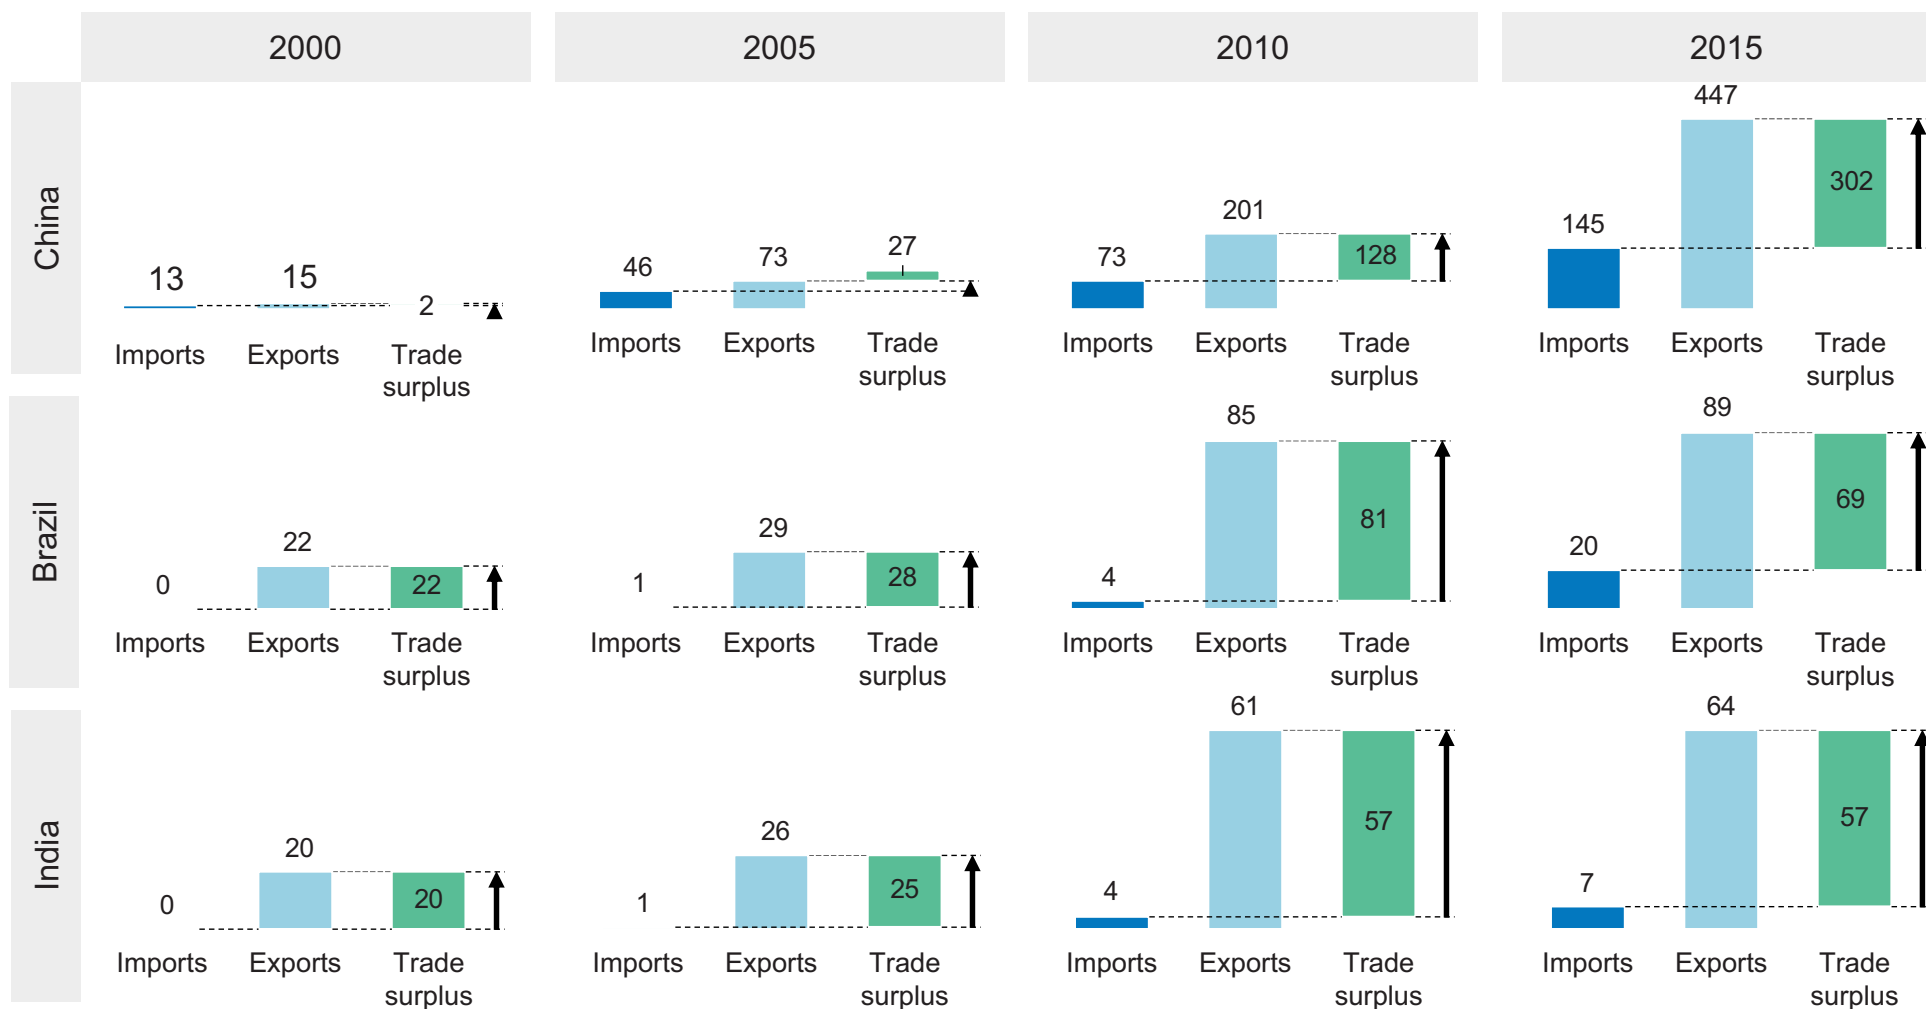 2000
2005
2010
2015
China
13
15
2
Imports
Exports
Trade
surplus
46
73
27
Imports
Exports
Trade
surplus
73
201
128
Imports
Exports
Trade
surplus
145
447
302
Imports
Exports
Trade
surplus
Brazil
0
22
22
Imports
Exports
Trade
surplus
1
29
28
Imports
Exports
Trade
surplus
4
85
81
Imports
Exports
Trade
surplus
20
89
69
Imports
Exports
Trade
surplus
India
0
20
20
Imports
Exports
Trade
surplus
1
26
25
Imports
Exports
Trade
surplus
4
61
57
Imports
Exports
Trade
surplus
7
64
57
Imports
Exports
Trade
surplus